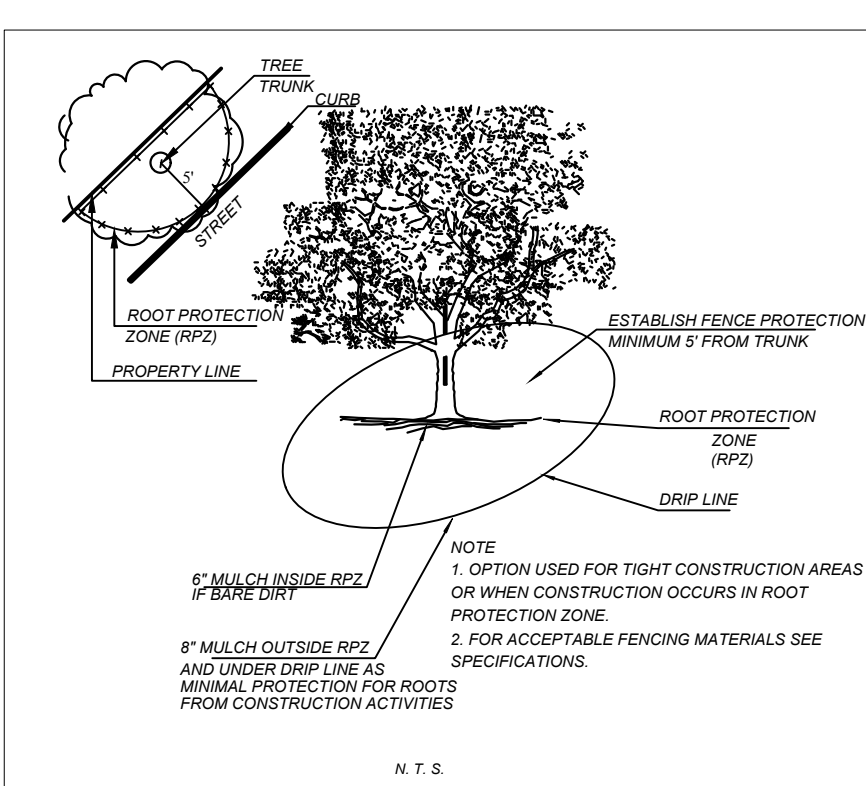 TREE
TRUNK
CURB
5'
STREET
ROOT PROTECTION
ZONE (RPZ)
PROPERTY LINE
ESTABLISH FENCE PROTECTION
MINIMUM 5' FROM TRUNK
ROOT PROTECTION
ZONE
(RPZ)
DRIP LINE
6" MULCH INSIDE RPZ
IF BARE DIRT
8" MULCH OUTSIDE RPZ
AND UNDER DRIP LINE AS
MINIMAL PROTECTION FOR ROOTS
FROM CONSTRUCTION ACTIVITIES
NOTE
1. OPTION USED FOR TIGHT CONSTRUCTION AREAS
OR WHEN CONSTRUCTION OCCURS IN ROOT
PROTECTION ZONE.
2. FOR ACCEPTABLE FENCING MATERIALS SEE
SPECIFICATIONS.
N. T. S.